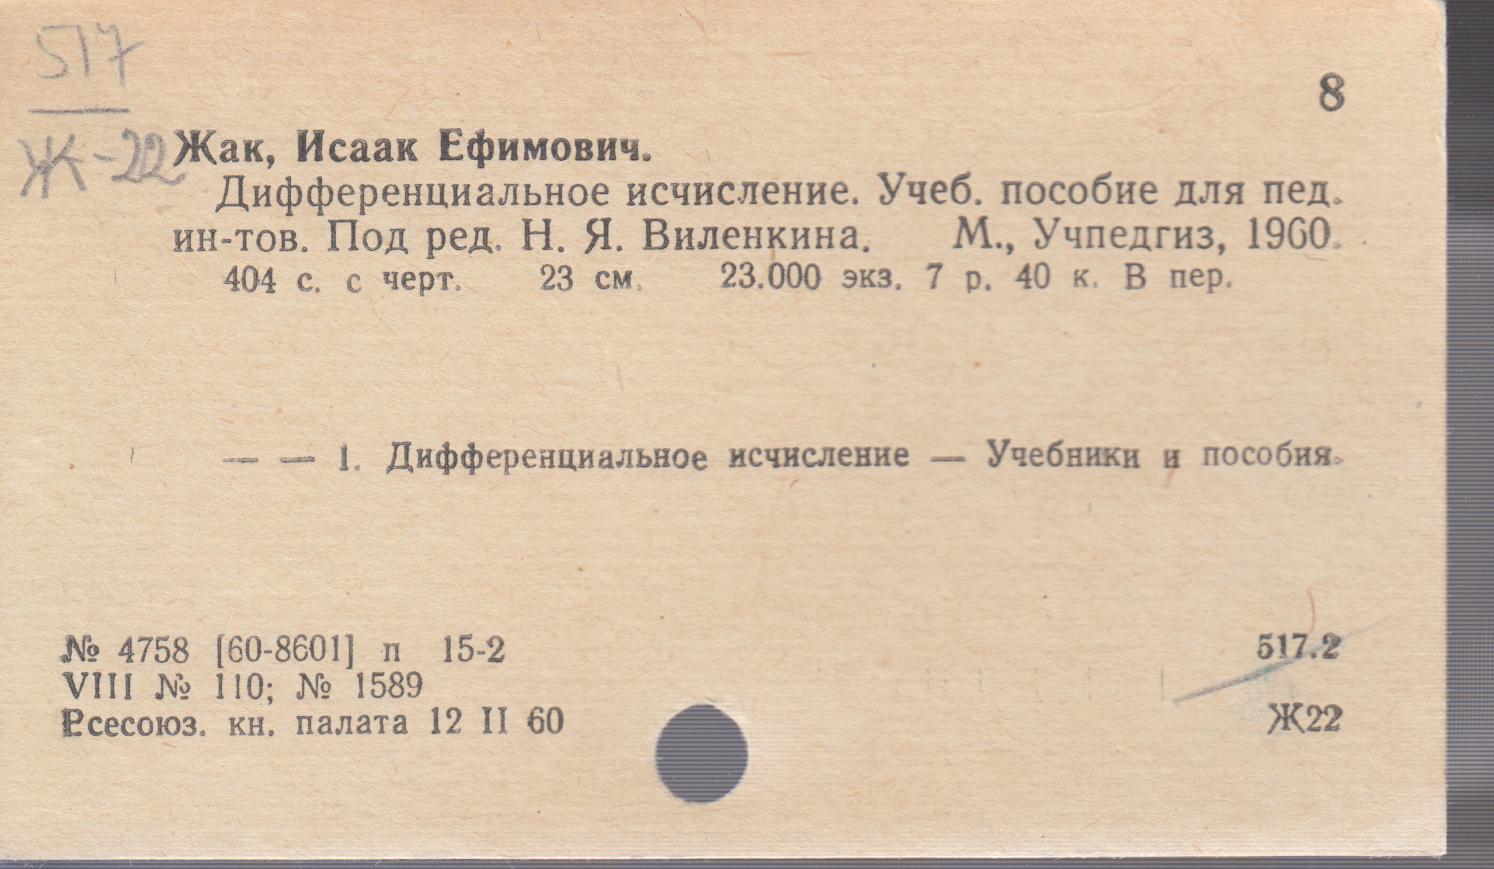 517
8
Ж-22
Жак, Исаак Ефимович.
Дифференциальное исчисление. Учеб. пособие для пед.
ин-тов. Под ред. Н. Я. Виленкина. М., Учпедгиз, 1960.
404 с. с черт. 23 см. 23.000 экз. 7 р. 40 к. В пер.
— — 1. Дифференциальное исчисление — Учебники и пособия.
№ 4758 [60-8601] п 15-2
517.2
VIII № 110; № 1589
Всесоюз. кн. палата 12 II 60
Ж22